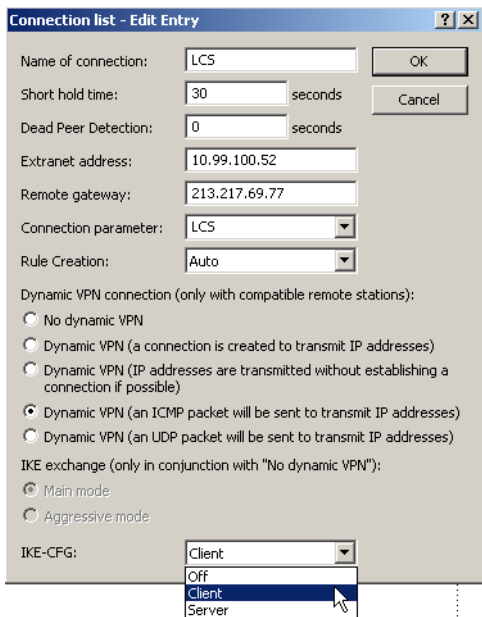 Connection list - Edit Entry
Name of connection: LCS OK
Short hold time: 30 seconds Cancel
Dead Peer Detection: 0 seconds
Extranet address: 10.99.100.52
Remote gateway: 213.217.69.77
Connection parameter: LCS
Rule Creation: Auto
Dynamic VPN connection (only with compatible remote stations):
No dynamic VPN
Dynamic VPN (a connection is created to transmit IP addresses)
Dynamic VPN (IP addresses are transmitted without establishing a
connection if possible)
Dynamic VPN (an ICMP packet will be sent to transmit IP addresses)
Dynamic VPN (an UDP packet will be sent to transmit IP addresses)
IKE exchange (only in conjunction with "No dynamic VPN"):
Main mode
Aggressive mode
IKE-CFG: Client
Off
Client
Server